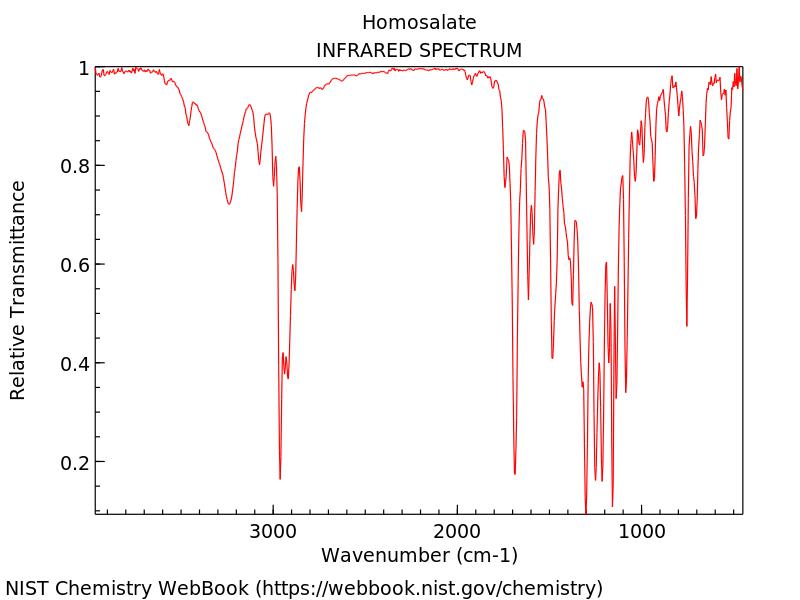 Homosalate
INFRARED SPECTRUM
1
0.8
0.6
0.4
0.2
Relative Transmittance
3000 2000 1000
Wavenumber (cm-1)
NIST Chemistry WebBook (https://webbook.nist.gov/chemistry)